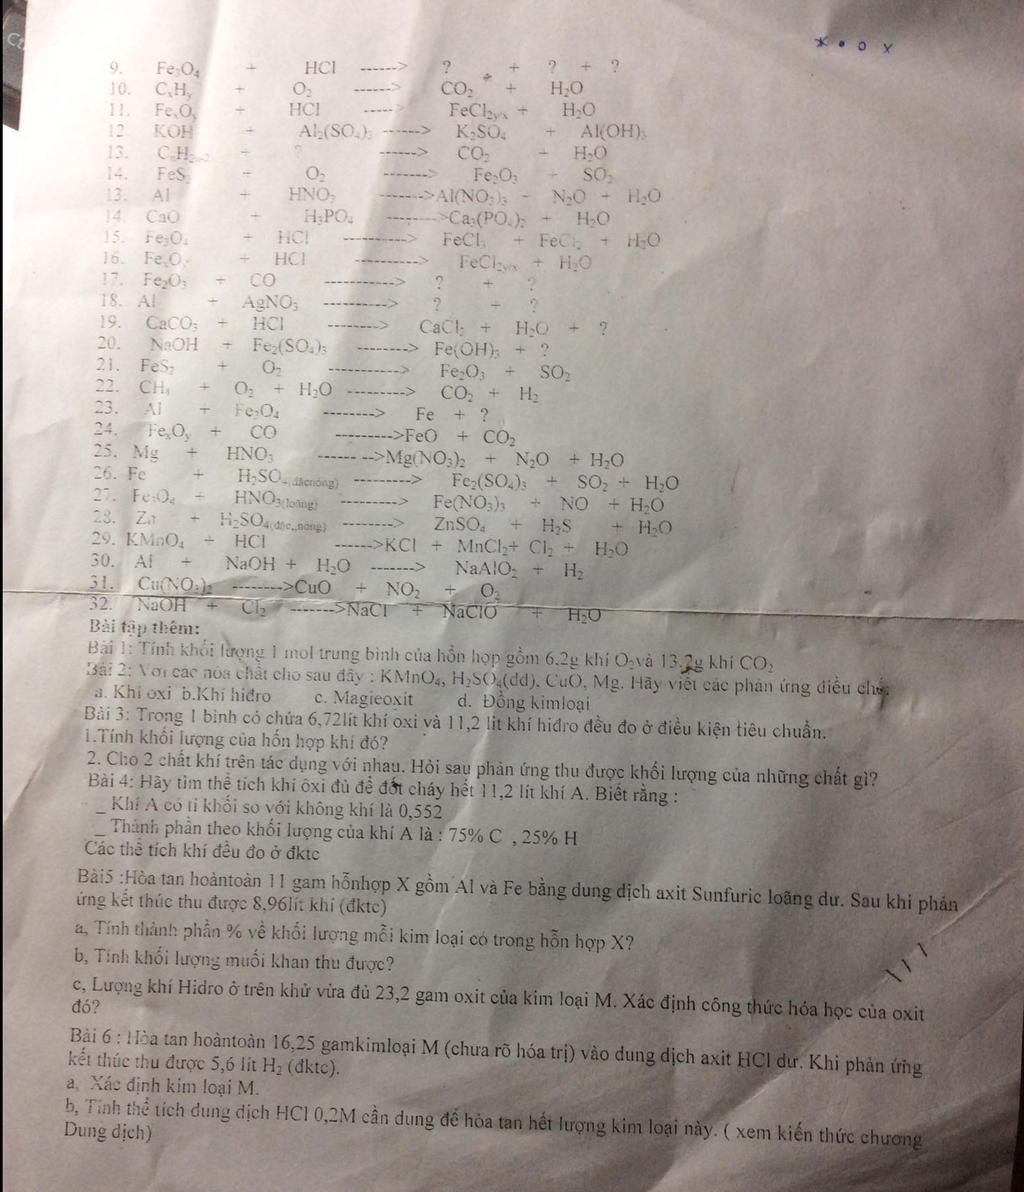 9. Fe₃O₄ + HCl ------> ? + ? + ?
10. CₓHᵧ + O₂ ------> CO₂ + H₂O
11. FeₓOᵧ + HCl -----> FeCl₂ᵧ/ₓ + H₂O
12. KOH + Al₂(SO₄)₃ ------> K₂SO₄ + Al(OH)₃
13. CₙH₂ₙ₋₂ + ? ------> CO₂ + H₂O
14. FeS₂ + O₂ -------> Fe₂O₃ + SO₂
13. Al + HNO₃ ------->Al(NO₃)₃ + N₂O + H₂O
14. CaO + H₃PO₄ -------->Ca₃(PO₄)₂ + H₂O
15. Fe₃O₄ + HCl ----------> FeCl₃ + FeCl₂ + H₂O
16. FeₓOᵧ + HCl ----------> FeCl₂ᵧ/ₓ + H₂O
17. Fe₂O₃ + CO -----------> ? + ?
18. Al + AgNO₃ ----------> ? + ?
19. CaCO₃ + HCl --------> CaCl₂ + H₂O + ?
20. NaOH + Fe₂(SO₄)₃ --------> Fe(OH)₃ + ?
21. FeS₂ + O₂ ----------> Fe₂O₃ + SO₂
22. CH₄ + O₂ + H₂O --------> CO₂ + H₂
23. Al + Fe₃O₄ --------> Fe + ?
24. FeₓOᵧ + CO --------->FeO + CO₂
25. Mg + HNO₃ ------ -->Mg(NO₃)₂ + N₂O + H₂O
26. Fe + H₂SO₄(đăcnóng) ---------> Fe₂(SO₄)₃ + SO₂ + H₂O
27. Fe₃O₄ + HNO₃(loãng) ----------> Fe(NO₃)₃ + NO + H₂O
28. Zn + H₂SO₄(đặc,,nóng) --------> ZnSO₄ + H₂S + H₂O
29. KMnO₄ + HCl ------>KCl + MnCl₂+ Cl₂ + H₂O
30. Al + NaOH + H₂O -------> NaAlO₂ + H₂
31. Cu(NO₃)₂ -------->CuO + NO₂ + O₂
32. NaOH + Cl₂ ------->NaCl + NaClO + H₂O
Bài tập thêm:
Bài 1: Tính khối lượng 1 mol trung bình của hỗn hợp gồm 6,2g khí O₂và 13,2g khí CO₂
Bài 2: Với các hóa chất cho sau đây : KMnO₄, H₂SO₄(dd), CuO, Mg. Hãy viết các phản ứng điều chế:
a. Khí oxi b.Khí hiđro c. Magieoxit d. Đồng kimloại
Bài 3: Trong 1 bình có chứa 6,72lít khí oxi và 11,2 lít khí hiđro đều đo ở điều kiện tiêu chuẩn.
1.Tính khối lượng của hỗn hợp khí đó?
2. Cho 2 chất khí trên tác dụng với nhau. Hỏi sau phản ứng thu được khối lượng của những chất gì?
Bài 4: Hãy tìm thể tích khí ôxi đủ để đốt cháy hết 11,2 lít khí A. Biết rằng :
_ Khí A có tỉ khối so với không khí là 0,552
_ Thành phần theo khối lượng của khí A là : 75% C , 25% H
Các thể tích khí đều đo ở đktc
Bài5 :Hòa tan hoàntoàn 11 gam hỗnhợp X gồm Al và Fe bằng dung dịch axit Sunfuric loãng dư. Sau khi phản
ứng kết thúc thu được 8,96lít khí (đktc)
a, Tính thành phần % về khối lượng mỗi kim loại có trong hỗn hợp X?
b, Tính khối lượng muối khan thu được?
c, Lượng khí Hidro ở trên khử vừa đủ 23,2 gam oxit của kim loại M. Xác định công thức hóa học của oxit
đó?
Bài 6 : Hòa tan hoàntoàn 16,25 gamkimloại M (chưa rõ hóa trị) vào dung dịch axit HCl dư. Khi phản ứng
kết thúc thu được 5,6 lít H₂ (đktc).
a, Xác định kim loại M.
b, Tính thể tích dung dịch HCl 0,2M cần dung để hòa tan hết lượng kim loại này. ( xem kiến thức chương
Dung dịch)